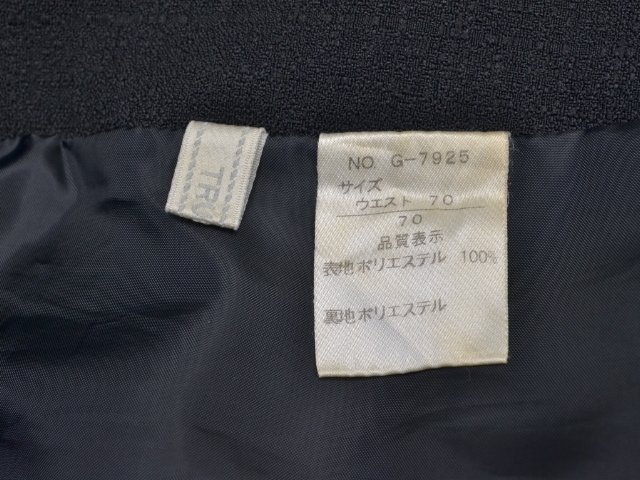 TRU
NO. G-7925
サイズ
ウエスト 70
70
品質表示
表地ポリエステル 100%
裏地ポリエステル